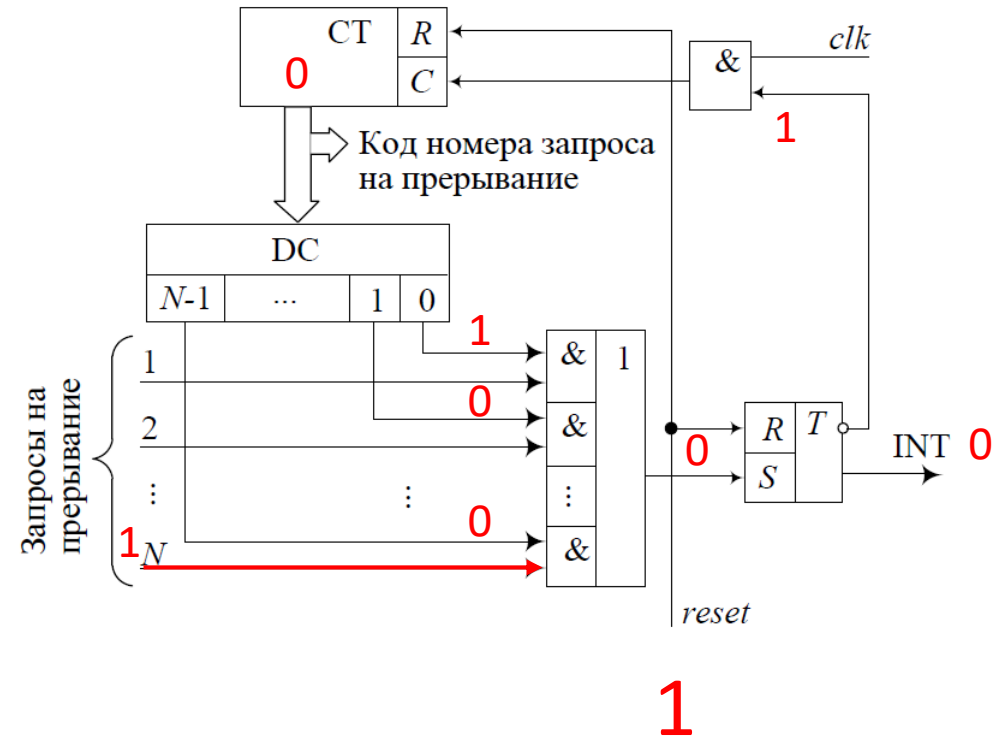 CT R
0 C
& clk
1
Код номера запроса
на прерывание
DC
N-1 ... 1 0
Запросы на
прерывание
1
2
⋮
1 N
1
0
⋮
0
& 1
&
⋮
&
0
R T
S
INT 0
reset
1